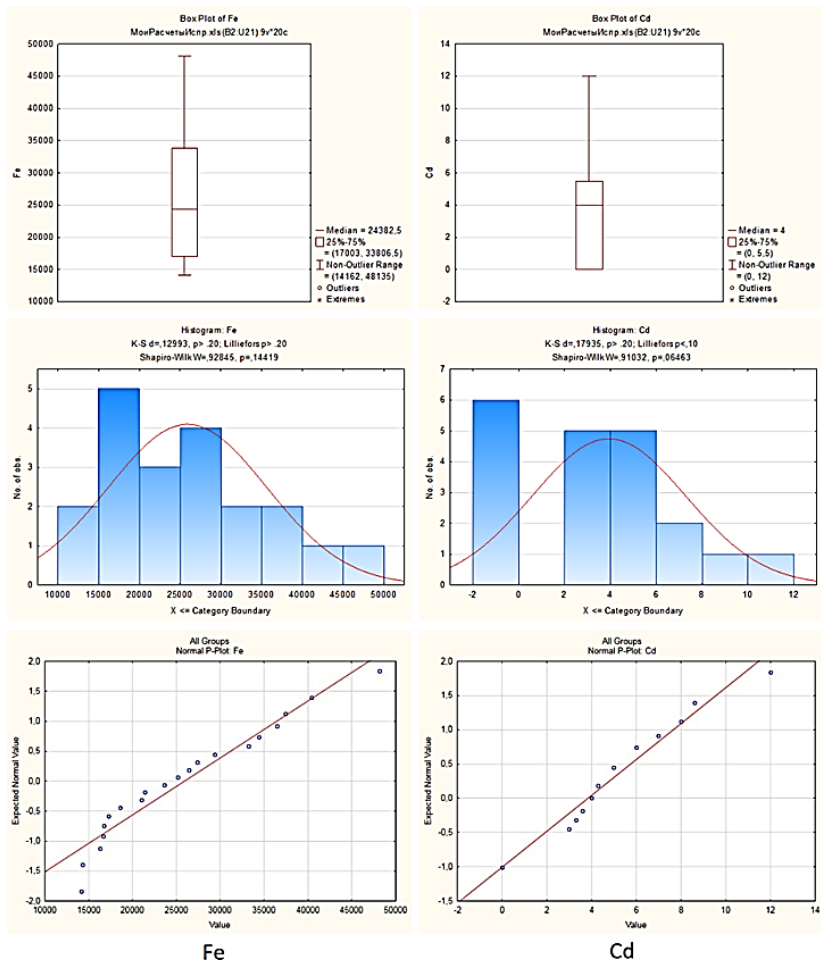 Box Plot of Fe
МоиРасчетыИспр.xls (B2:U21) 9v*20c
50000
45000
40000
35000
30000
25000
20000
15000
10000
Fe
Median = 24382,5
25%-75%
= (17003, 33806,5)
Non-Outlier Range
= (14162, 48135)
Outliers
Extremes
Box Plot of Cd
МоиРасчетыИспр.xls (B2:U21) 9v*20c
14
12
10
8
6
4
2
0
-2
Cd
Median = 4
25%-75%
= (0, 5,5)
Non-Outlier Range
= (0, 12)
Outliers
Extremes
Histogram: Fe
K-S d=,12993, p> .20; Lilliefors p> .20
Shapiro-Wilk W=,92845, p=,14419
5
4
3
2
1
0
No. of obs.
10000 15000 20000 25000 30000 35000 40000 45000 50000
X <= Category Boundary
Histogram: Cd
K-S d=,17935, p> .20; Lilliefors p<,10
Shapiro-Wilk W=,91032, p=,06463
7
6
5
4
3
2
1
0
No. of obs.
-2 0 2 4 6 8 10 12
X <= Category Boundary
All Groups
Normal P-Plot: Fe
2,0
1,5
1,0
0,5
0,0
-0,5
-1,0
-1,5
-2,0
Expected Normal Value
10000 15000 20000 25000 30000 35000 40000 45000 50000
Value
All Groups
Normal P-Plot: Cd
2,0
1,5
1,0
0,5
0,0
-0,5
-1,0
-1,5
Expected Normal Value
-2 0 2 4 6 8 10 12 14
Value
Fe
Cd